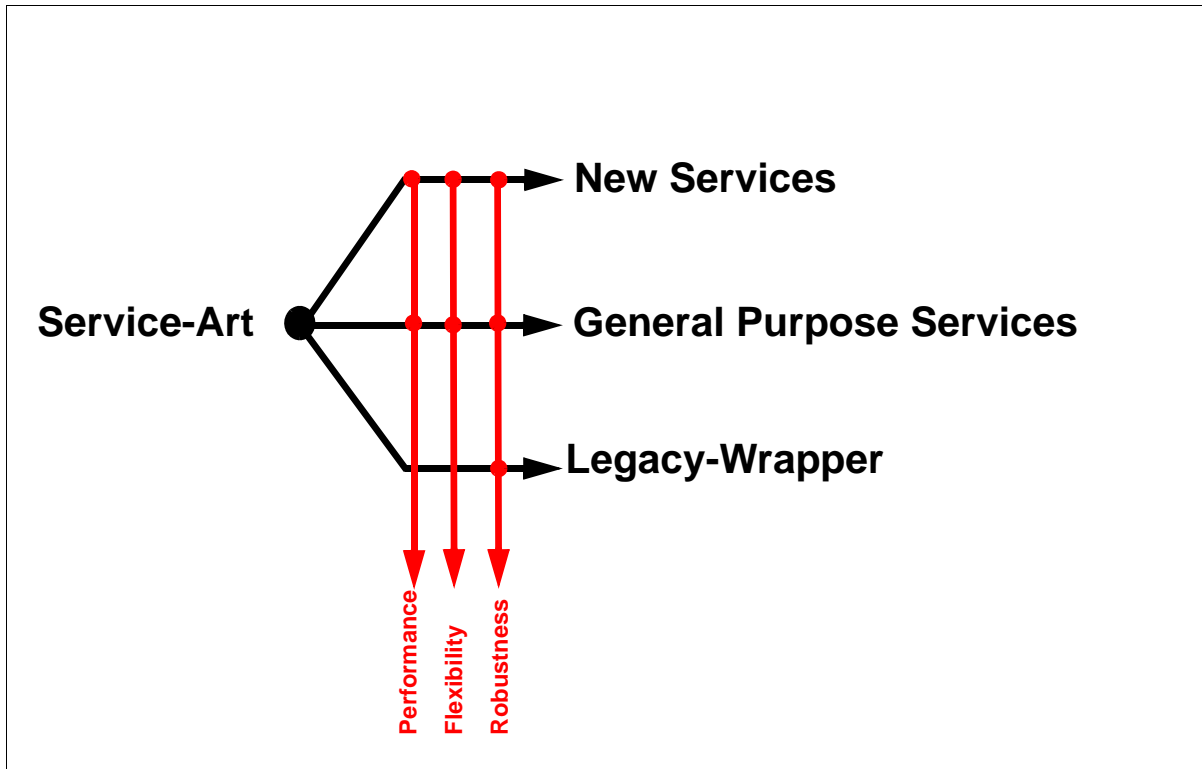 New Services
Service-Art
General Purpose Services
Legacy-Wrapper
Performance
Flexibility
Robustness